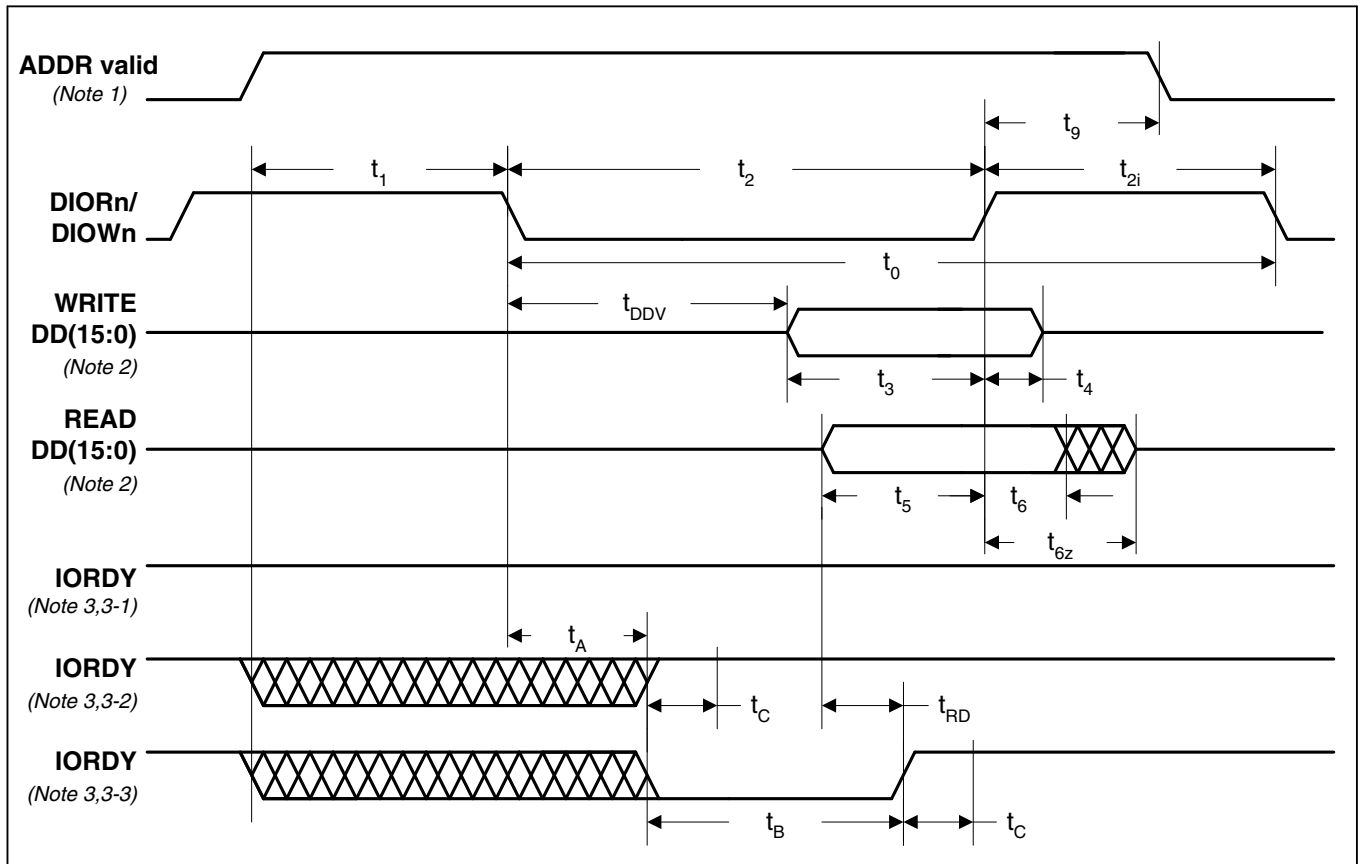 ADDR valid
(Note 1)
t9
t1
t2
t2i
DIORn/
DIOWn
t0
WRITE
DD(15:0)
(Note 2)
tDDV
t3
t4
READ
DD(15:0)
(Note 2)
t5
t6
t6z
IORDY
(Note 3,3-1)
tA
IORDY
(Note 3,3-2)
tC
tRD
IORDY
(Note 3,3-3)
tB
tC